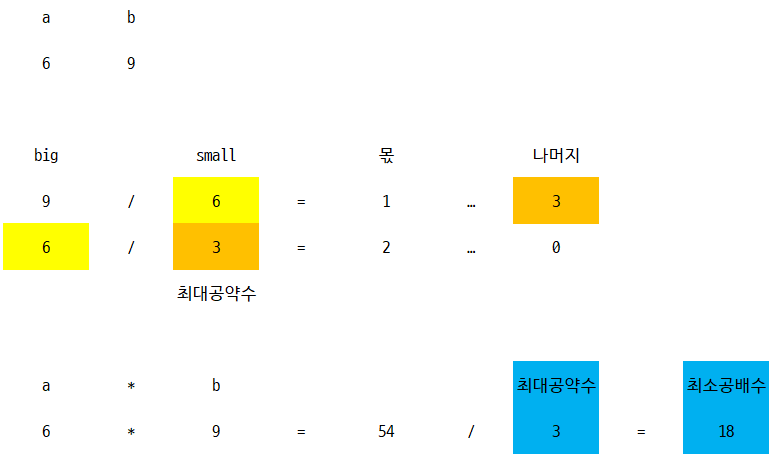 a b
6 9
big small 몫 나머지
9 / 6 = 1 … 3
6 / 3 = 2 … 0
최대공약수
a * b 최대공약수 최소공배수
6 * 9 = 54 / 3 = 18